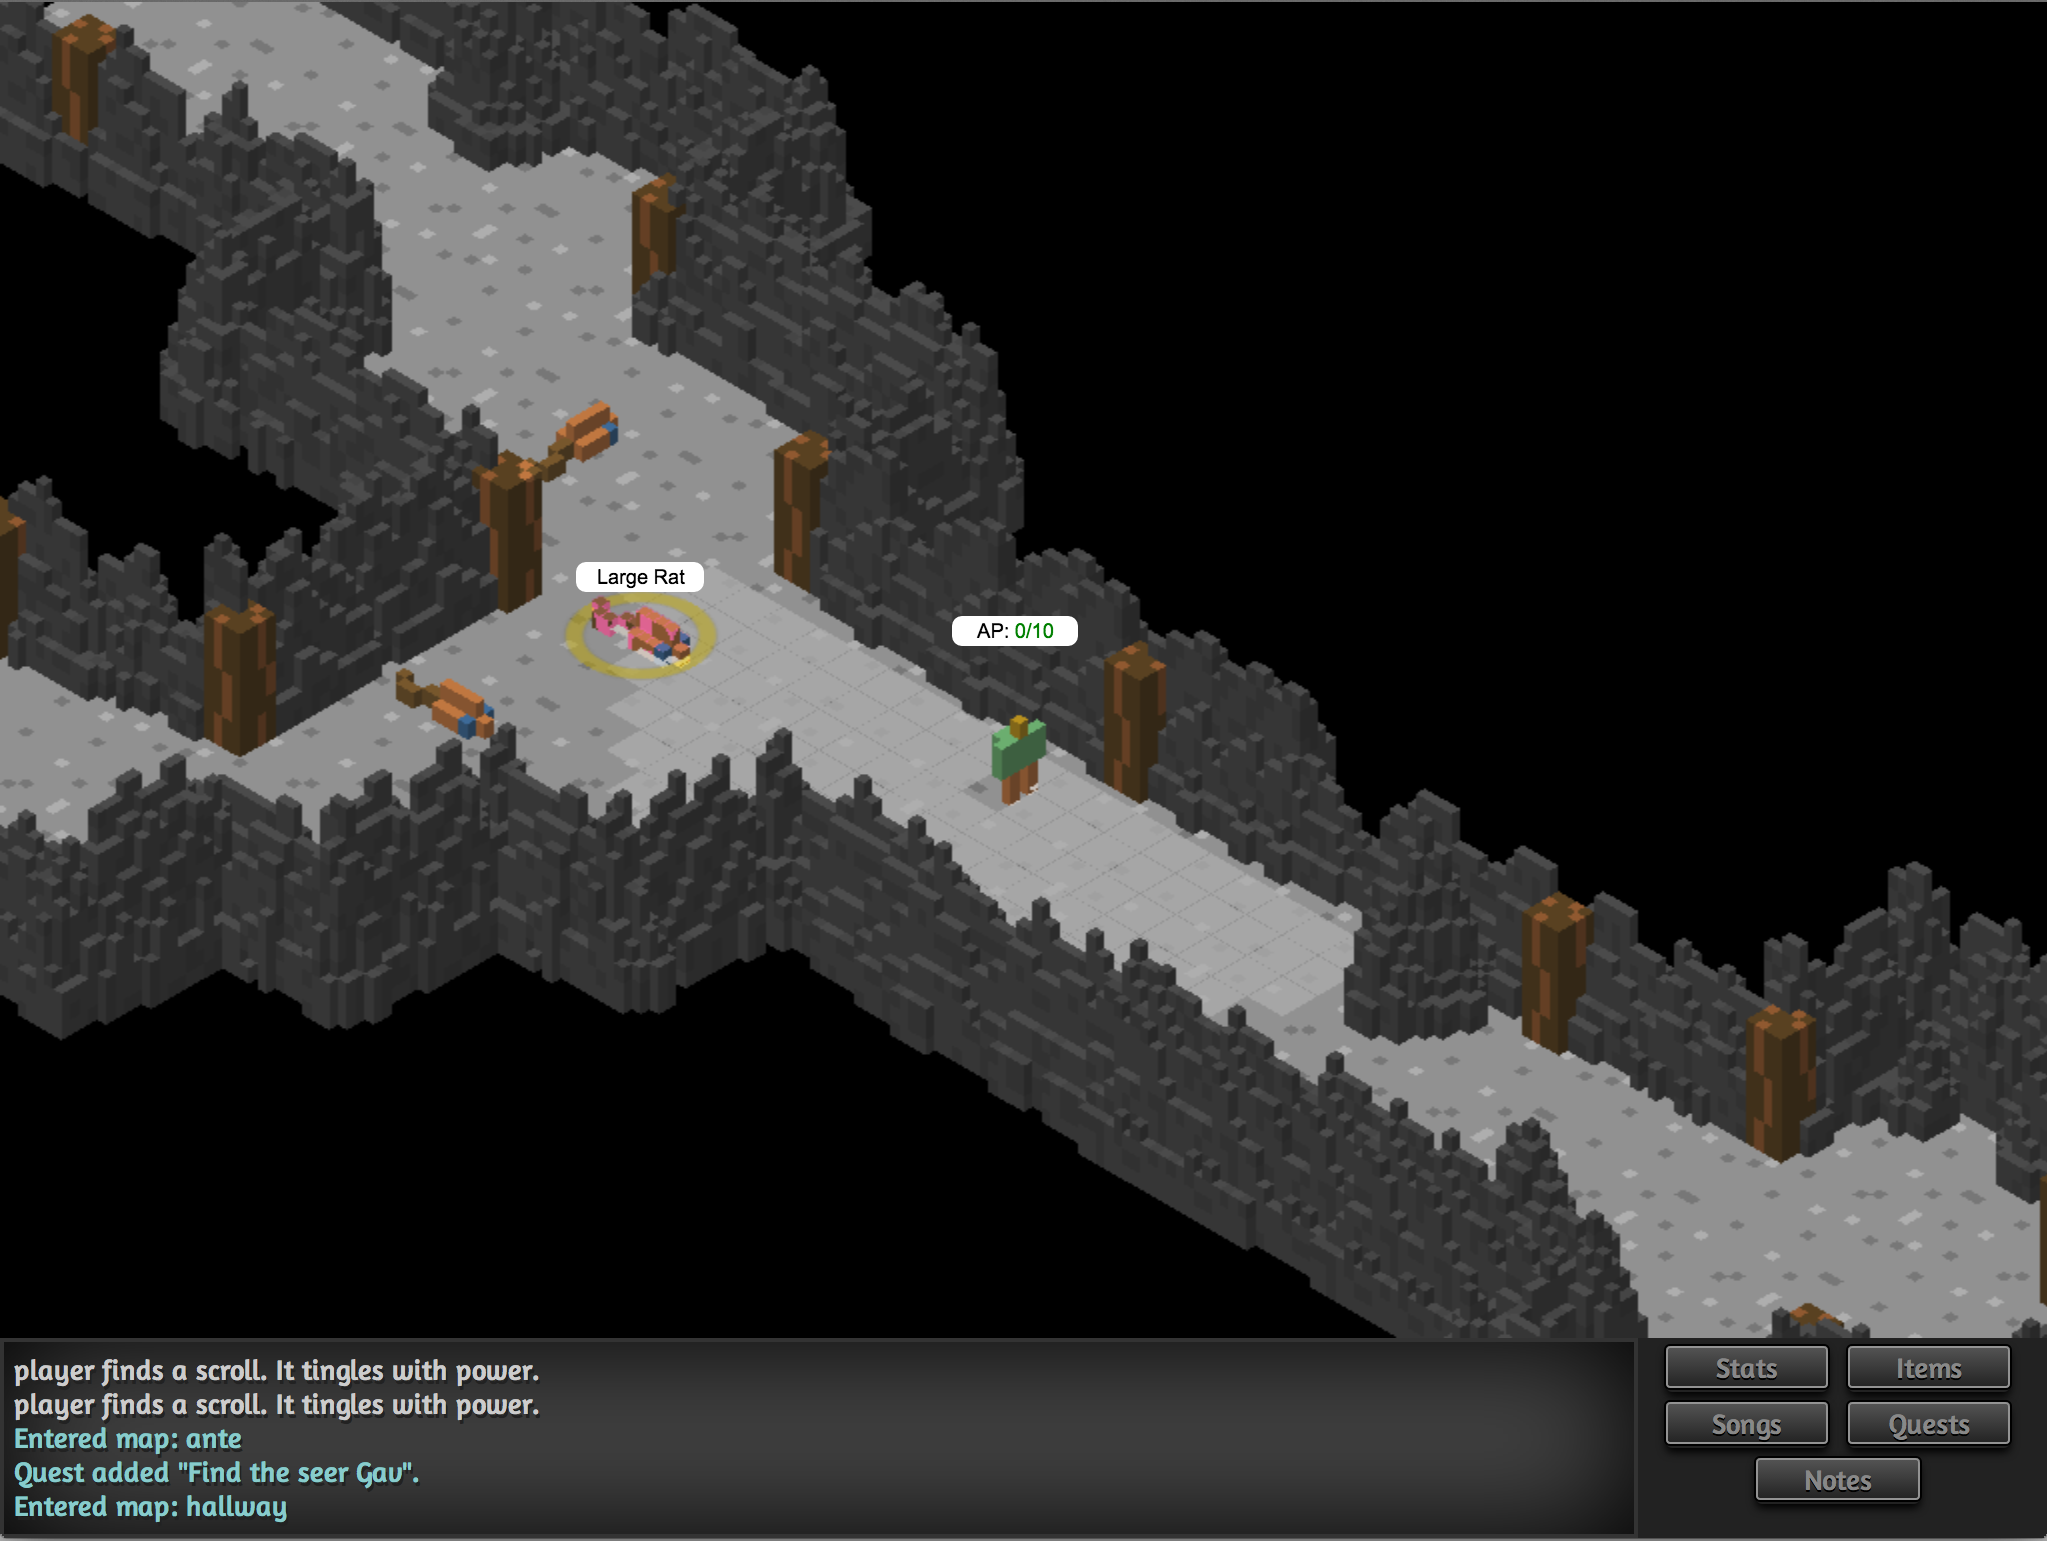 Large Rat
AP: 0/10
player finds a scroll. It tingles with power.
player finds a scroll. It tingles with power.
Entered map: ante
Quest added "Find the seer Gav".
Entered map: hallway
Stats
Items
Songs
Quests
Notes